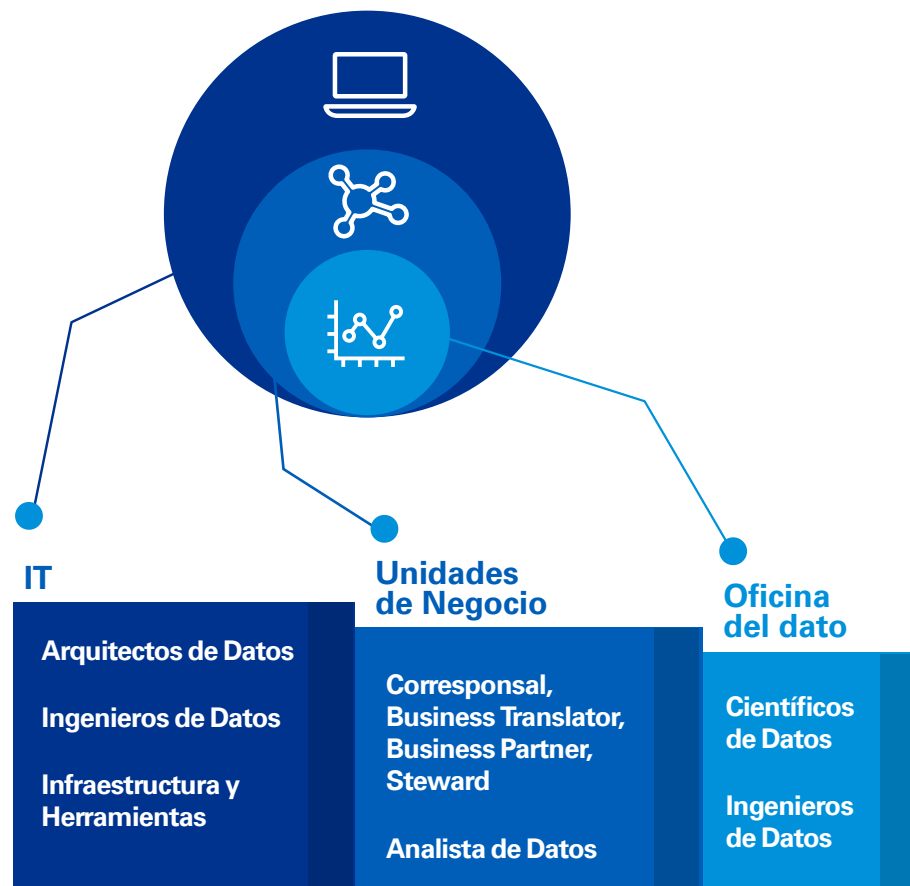 IT
Arquitectos de Datos
Ingenieros de Datos
Infraestructura y
Herramientas
Unidades
de Negocio
Corresponsal,
Business Translator,
Business Partner,
Steward
Analista de Datos
Oficina
del dato
Científicos
de Datos
Ingenieros
de Datos